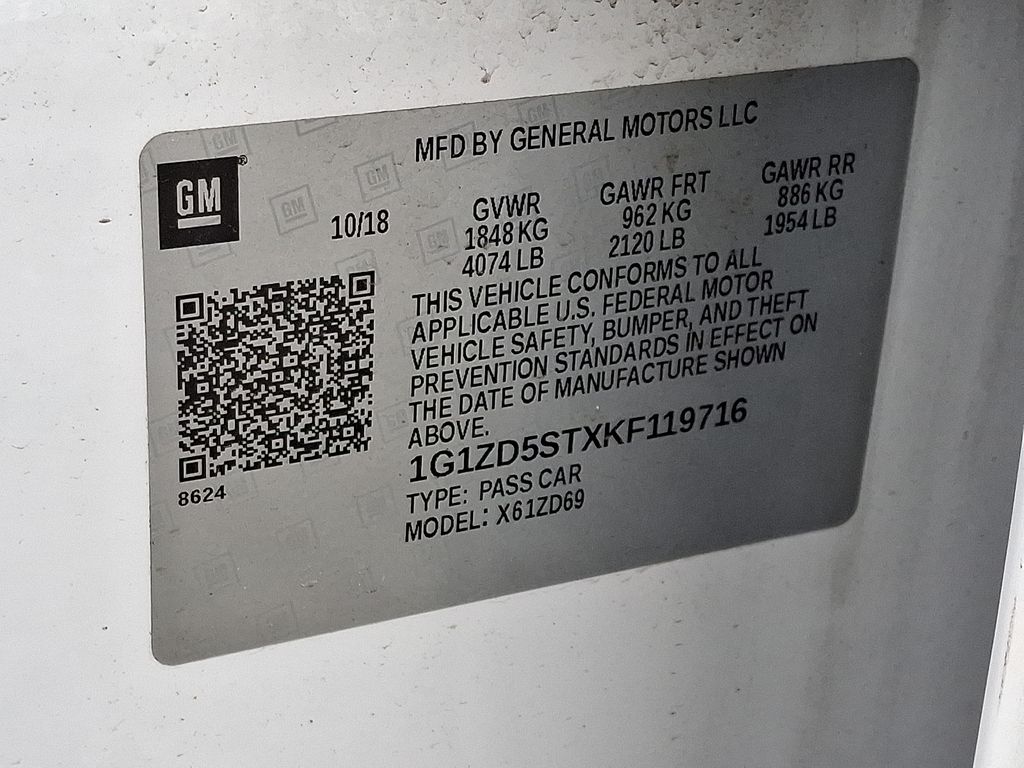 GM
MFD BY GENERAL MOTORS LLC
10/18
GVWR
1848 KG
4074 LB
GAWR FRT
962 KG
2120 LB
GAWR RR
886 KG
1954 LB
THIS VEHICLE CONFORMS TO ALL
APPLICABLE U.S. FEDERAL MOTOR
VEHICLE SAFETY, BUMPER, AND THEFT
PREVENTION STANDARDS IN EFFECT ON
THE DATE OF MANUFACTURE SHOWN
ABOVE.
1G1ZD5STXKF119716
TYPE: PASS CAR
MODEL: X61ZD69
8624